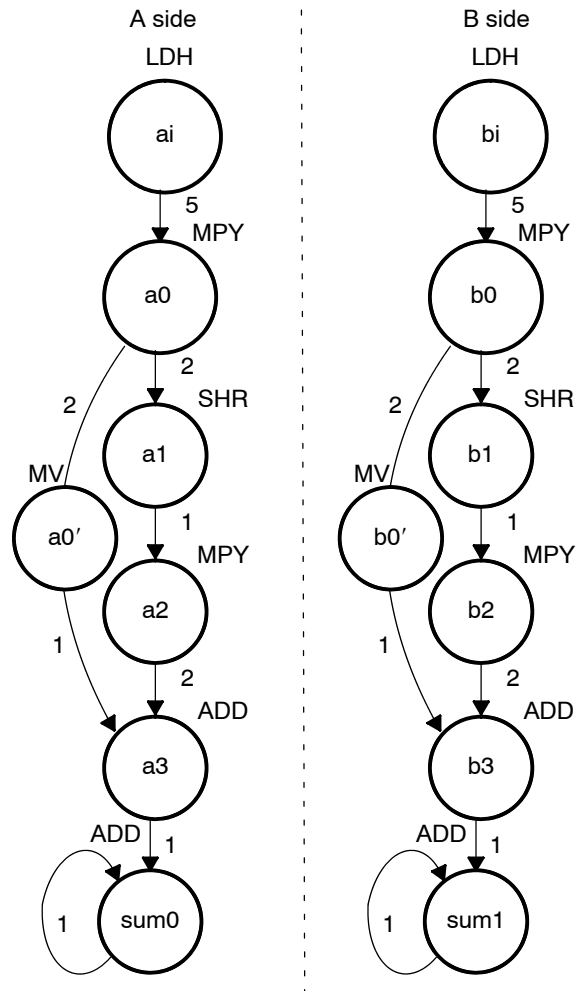 A side
B side
LDH
LDH
ai
bi
5
5
MPY
MPY
a0
b0
2
2
SHR
SHR
2
2
a1
b1
MV
MV
1
1
a0′
b0′
MPY
MPY
a2
b2
1
1
2
2
ADD
ADD
a3
b3
ADD
ADD
1
1
sum0
sum1
1
1